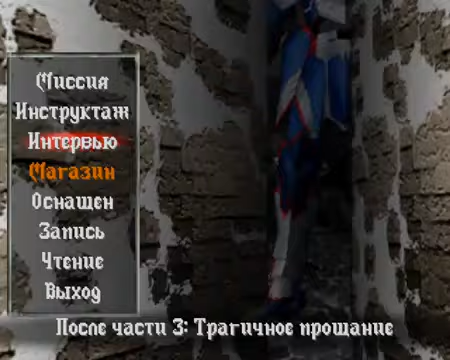 Миссия
Инструктаж
Интервью
Магазин
Оснащен
Запись
Чтение
Выход
После части 3: Трагичное прощание